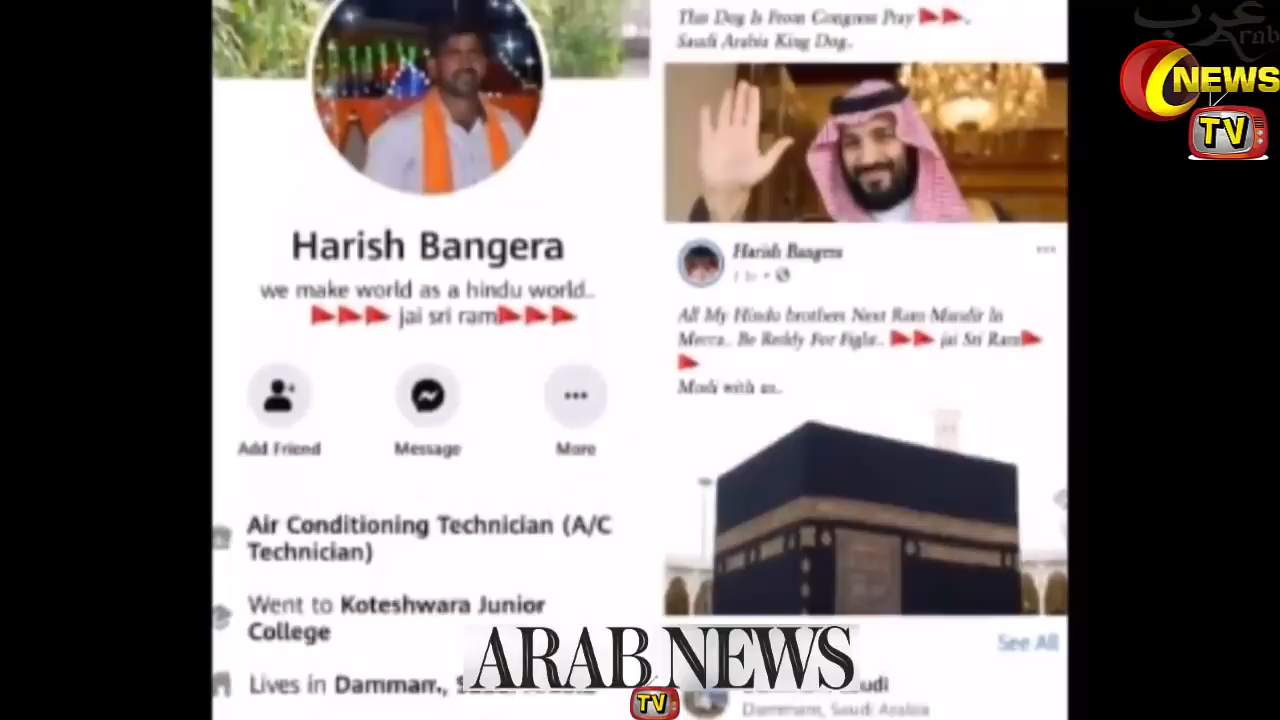 Harish Bangera
we make world as a hindu world..
jai sri ram
Add Friend
Message
More
Air Conditioning Technician (A/C
Technician)
Went to Koteshwara Junior
College
Lives in Dammam,
This Dog Is From Congress Pray
Saudi Arabia King Dog..
Harish Bangera
All My Hindu brothers Next Ram Mandir In
Mecca.. Be Reddy For Fight.. jai Sri Ram
Modi with us..
See All
Dammam, Saudi Arabia
عرب
Arab
NEWS
TV
ARAB NEWS
TV